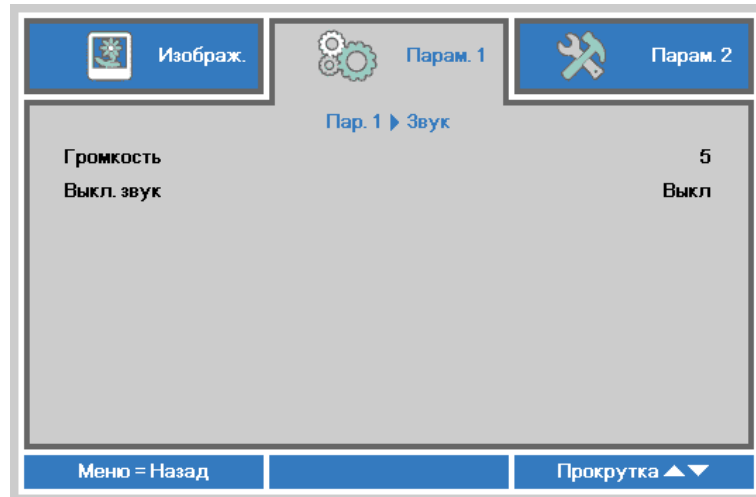 Изображ.
Парам. 1
Парам. 2
Пар. 1 ▶ Звук
Громкость 5
Выкл. звук Выкл
Меню = Назад
Прокрутка ▲▼